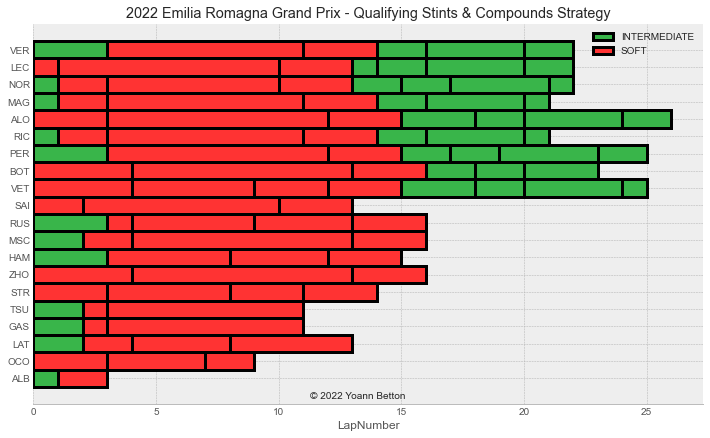 2022 Emilia Romagna Grand Prix - Qualifying Stints & Compounds Strategy
INTERMEDIATE
SOFT
VER
LEC
NOR
MAG
ALO
RIC
PER
BOT
VET
SAI
RUS
MSC
HAM
ZHO
STR
TSU
GAS
LAT
OCO
ALB
© 2022 Yoann Betton
0 5 10 15 20 25
LapNumber